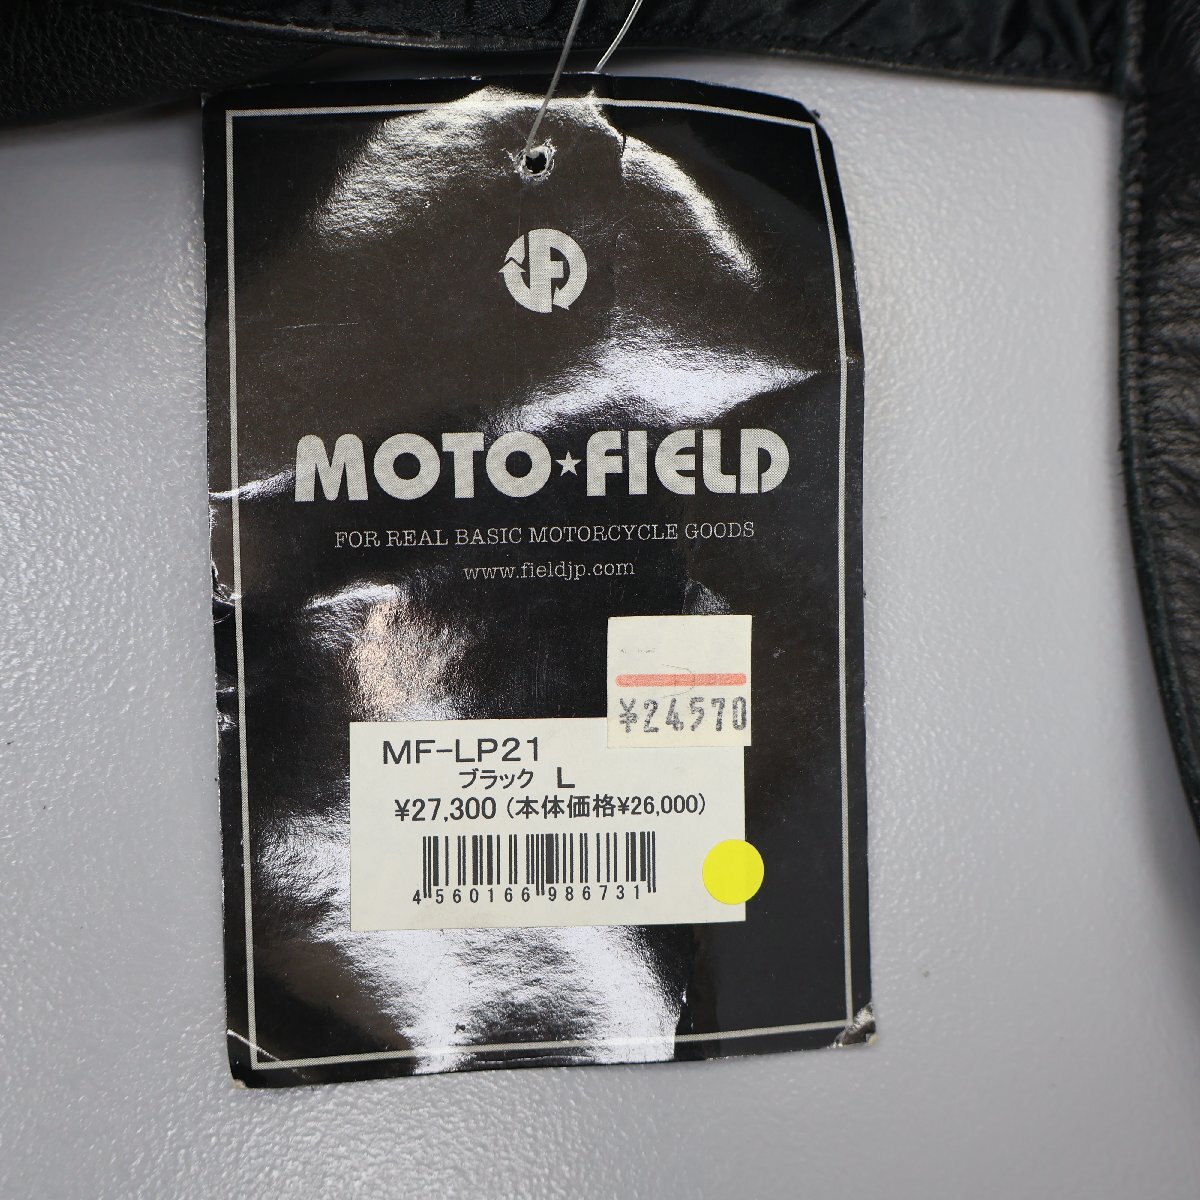 MOTO★FIELD
FOR REAL BASIC MOTORCYCLE GOODS
www.fieldjp.com
¥24570
MF-LP21
ブラック L
¥27,300 (本体価格¥26,000)
4 560166 986731